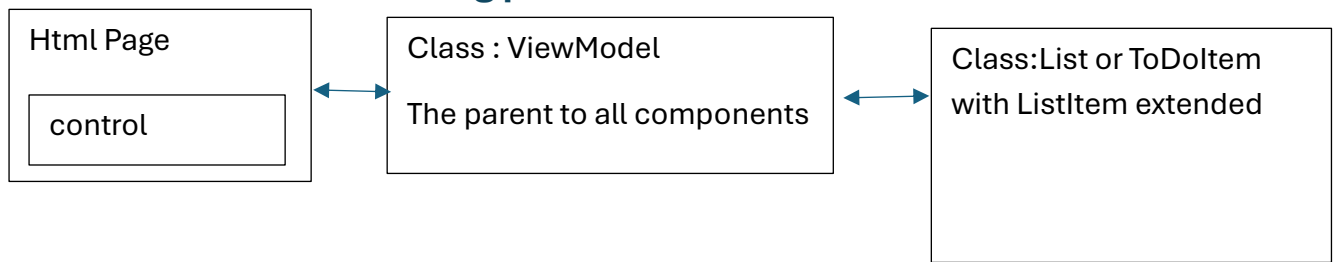 Html Page
control
Class : ViewModel
The parent to all components
Class:List or ToDoItem
with ListItem extended